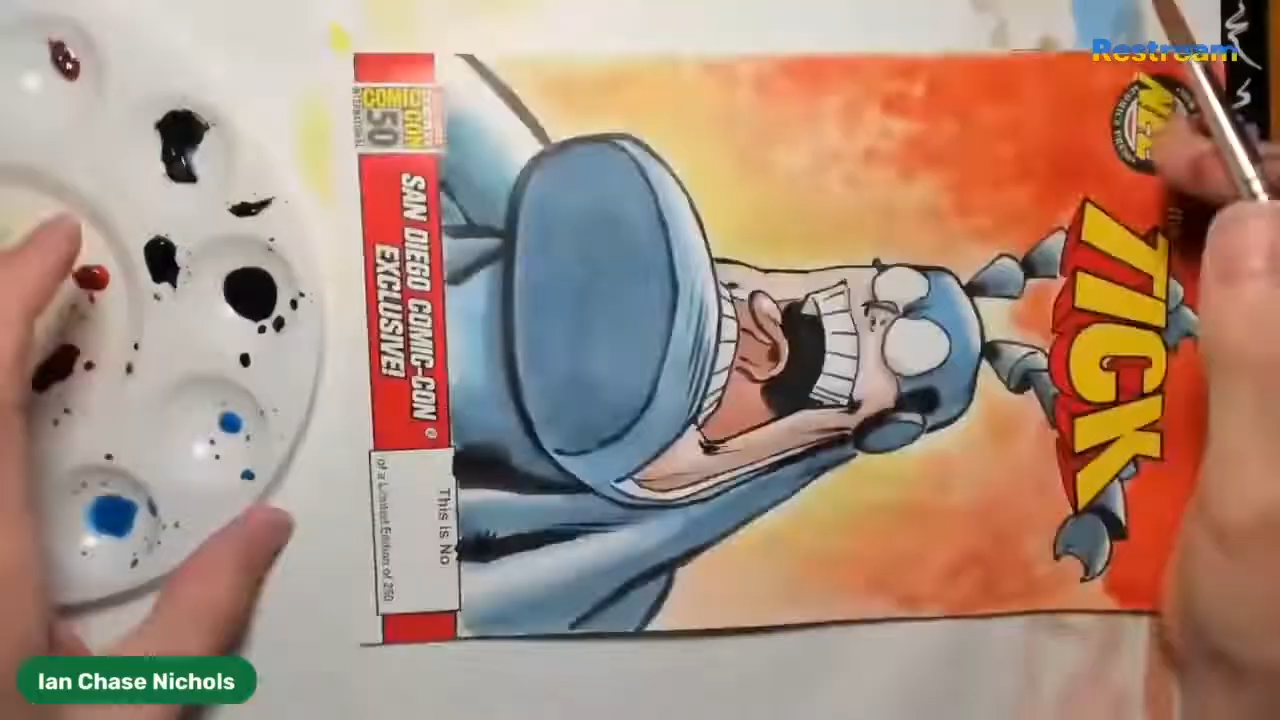 Restream
TICK
COMIC CON
50
SAN DIEGO COMIC-CON®
EXCLUSIVE!
This is No
of a Limited Edition of 250
Ian Chase Nichols